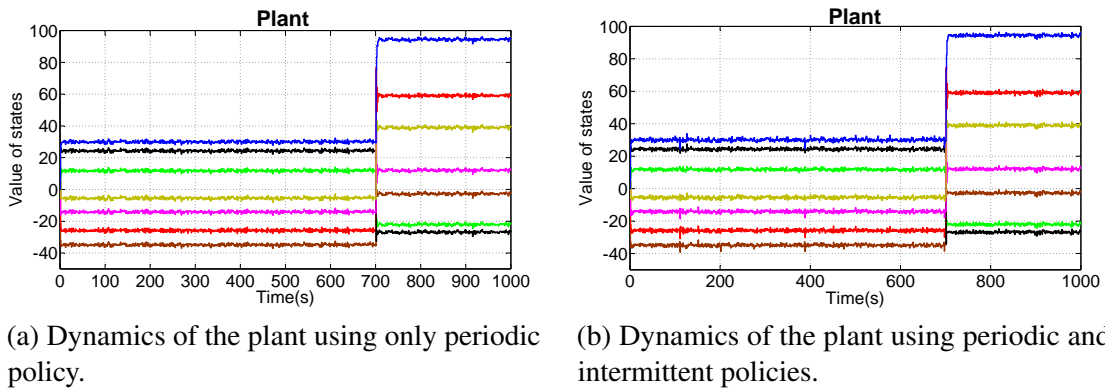 Plant
100
80
60
40
20
0
-20
-40
Value of states
0 100 200 300 400 500 600 700 800 900 1000
Time(s)
(a) Dynamics of the plant using only periodic
policy.
Plant
100
80
60
40
20
0
-20
-40
Value of states
0 200 400 600 800 1000
Time(s)
(b) Dynamics of the plant using periodic and
intermittent policies.